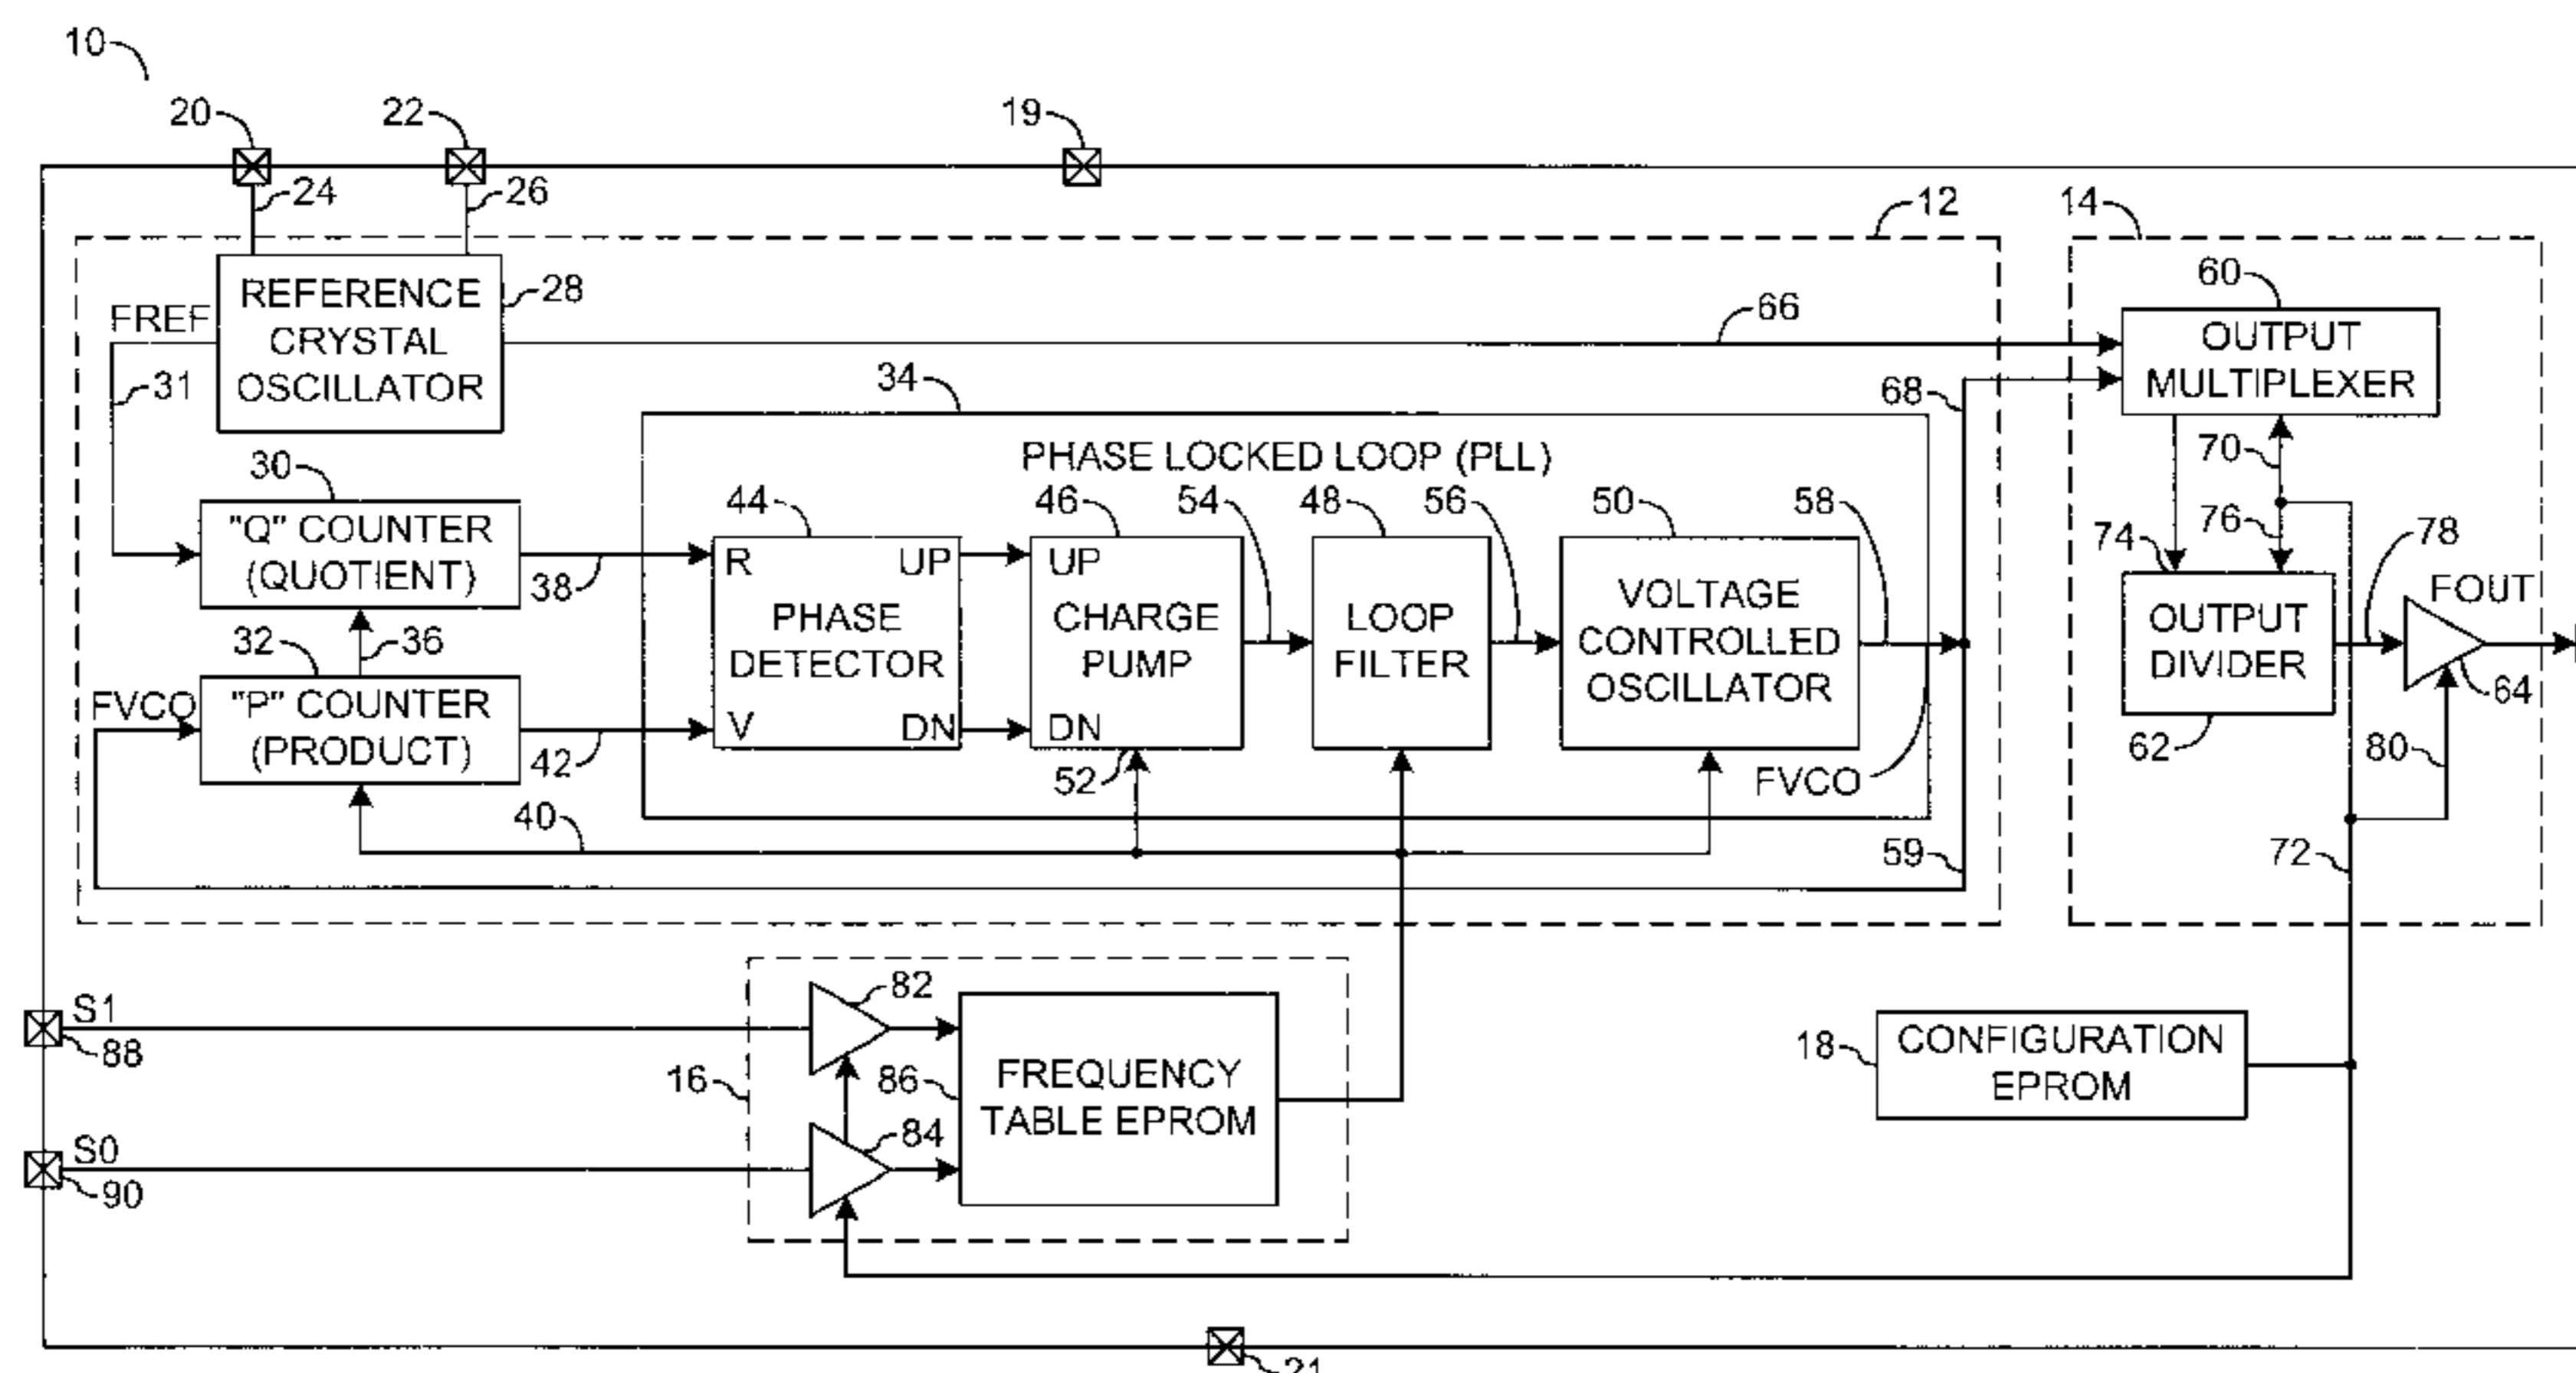 10
20
22
19
24
26
12
14
REFERENCE
CRYSTAL
OSCILLATOR
28
FREF
31
66
60
OUTPUT
MULTIPLEXER
34
68
PHASE LOCKED LOOP (PLL)
70
30
"Q" COUNTER
(QUOTIENT)
38
44
R
UP
PHASE
DETECTOR
V
DN
46
UP
CHARGE
PUMP
DN
52
54
48
LOOP
FILTER
56
50
VOLTAGE
CONTROLLED
OSCILLATOR
58
FVCO
74
76
78
FOUT
OUTPUT
DIVIDER
62
64
80
32
36
FVCO
"P" COUNTER
(PRODUCT)
42
40
59
72
S1
88
82
16
86
FREQUENCY
TABLE EPROM
84
S0
90
18
CONFIGURATION
EPROM